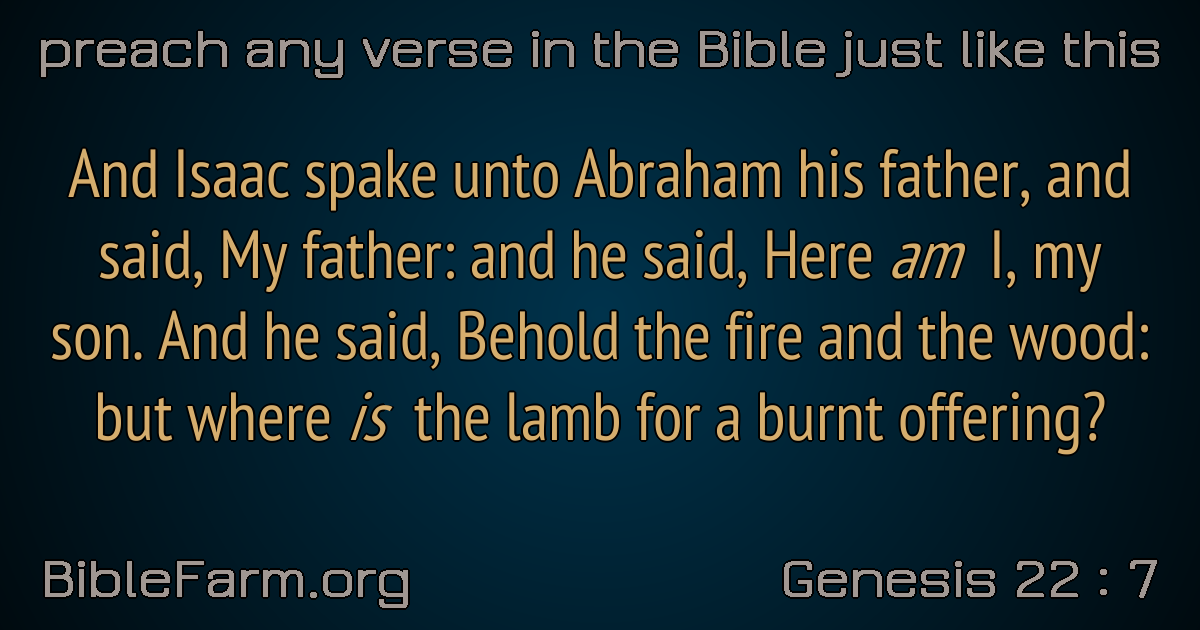 preach any verse in the Bible just like this
And Isaac spake unto Abraham his father, and
said, My father: and he said, Here am I, my
son. And he said, Behold the fire and the wood:
but where is the lamb for a burnt offering?
BibleFarm.org
Genesis 22 : 7